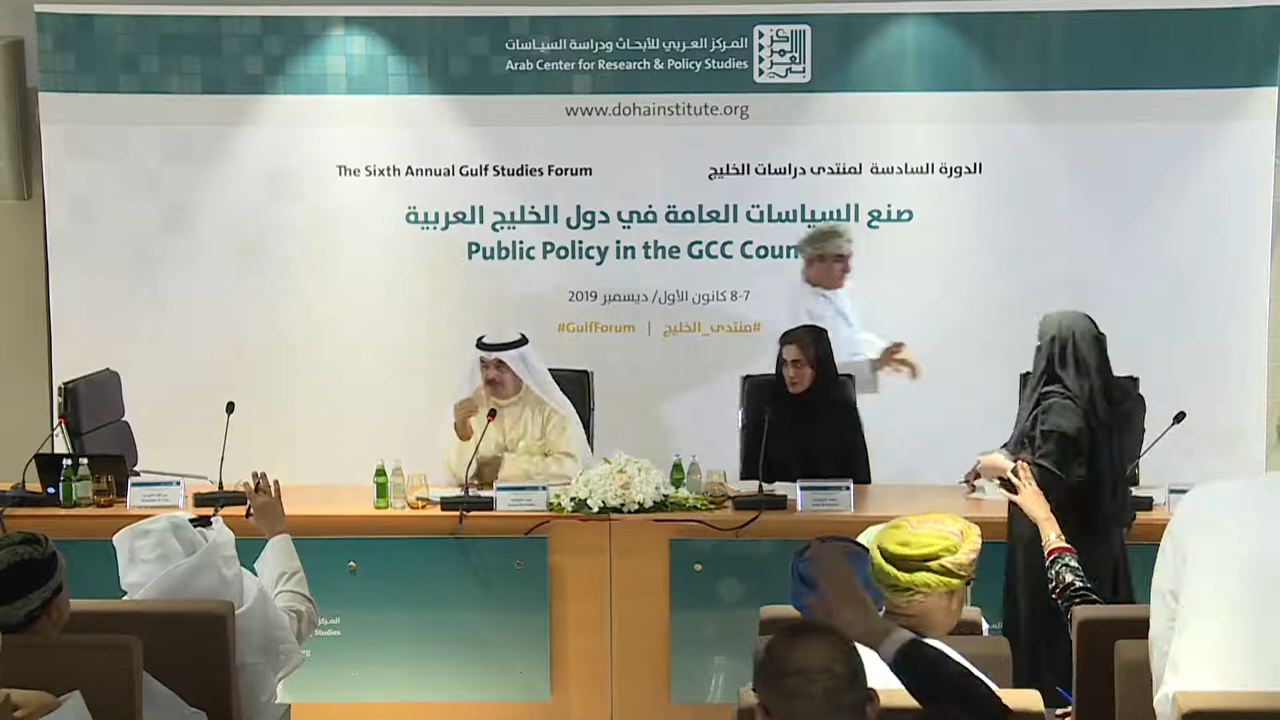 المركز العربي للأبحاث ودراسة السياسات
Arab Center for Research & Policy Studies
www.dohainstitute.org
The Sixth Annual Gulf Studies Forum
الدورة السادسة لمنتدى دراسات الخليج
صنع السياسات العامة في دول الخليج العربية
Public Policy in the GCC Coun
7-8 كانون الأول/ ديسمبر 2019
#GulfForum | #منتدى_الخليج
المركز
Studies